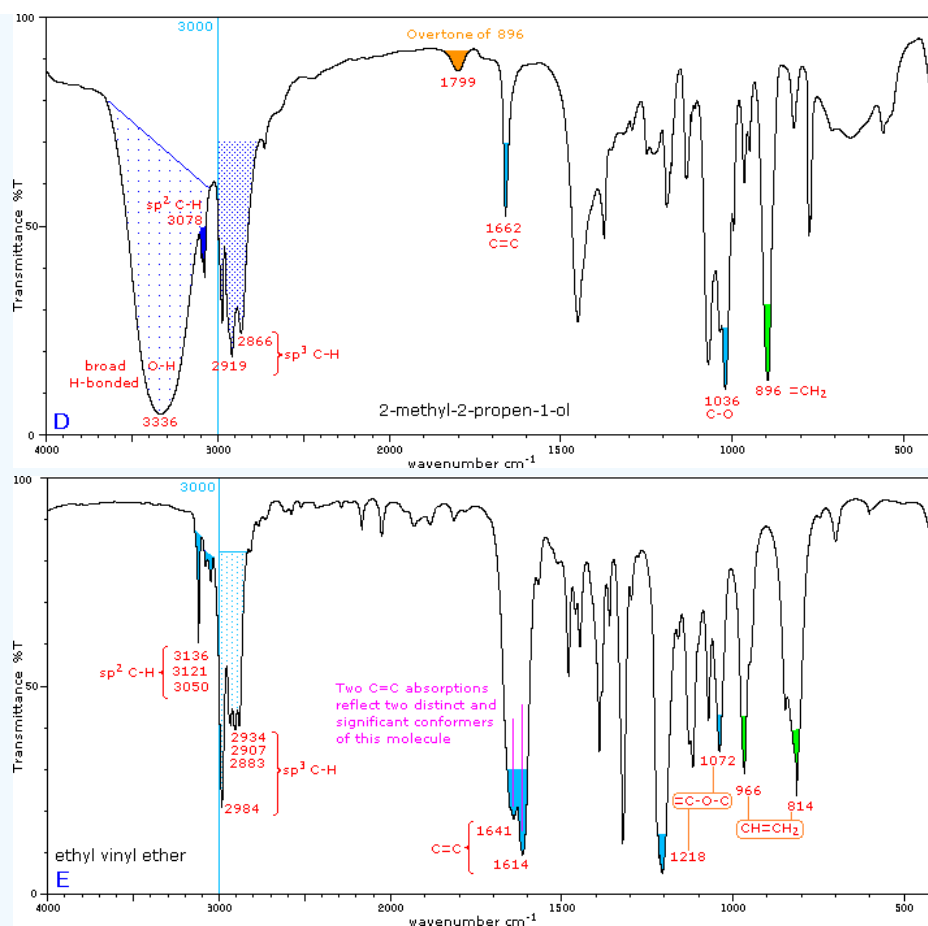 100
3000
Overtone of 896
1799
sp² C-H
3078
1662
C=C
50
Transmittance %T
2866
2919
sp³ C-H
broad O-H
H-bonded
3336
D
1036
C-O
896 =CH₂
2-methyl-2-propen-1-ol
0
4000 3000 2000 1500 1000 500
wavenumber cm⁻¹
100
3000
Transmittance %T
3136
sp² C-H 3121
3050
50
Two C=C absorptions
reflect two distinct and
significant conformers
of this molecule
2934
2907
2883
sp³ C-H
2984
1641
C=C
1614
1072
=C-O-C
1218
966
814
CH=CH₂
ethyl vinyl ether
E
0
4000 3000 2000 1500 1000 500
wavenumber cm⁻¹